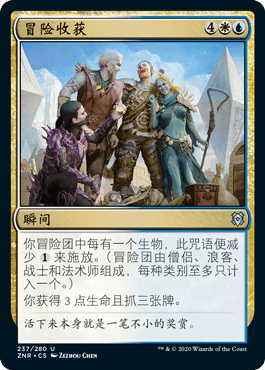 冒险收获 4
瞬间
你冒险团中每有一个生物，此咒语便减
少 1 来施放。（冒险团由僧侣、浪客、
战士和法术师组成，每种类别至多只计
入一个。）
你获得 3 点生命且抓三张牌。
活下来本身就是一笔不小的奖赏。
237/280 U
ZNR • CS ZEZHOU CHEN
™ & © 2020 Wizards of the Coast